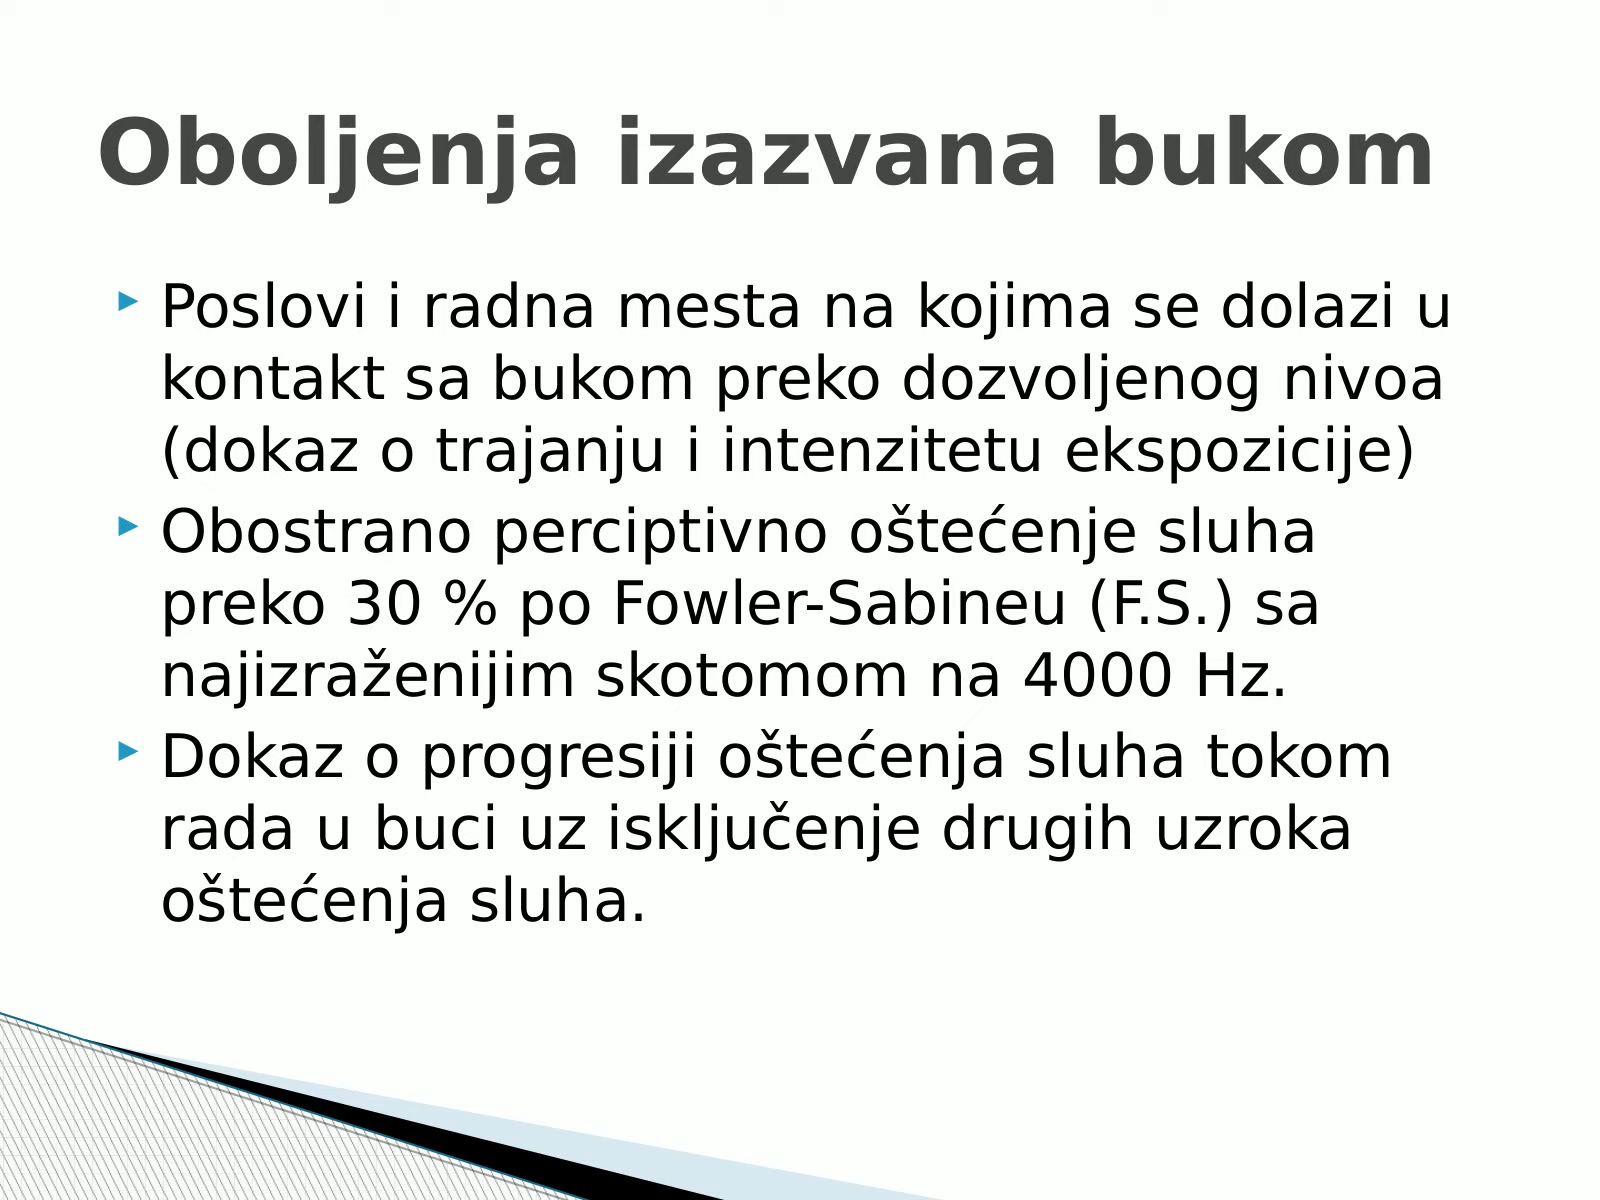 Oboljenja izazvana bukom
Poslovi i radna mesta na kojima se dolazi u
kontakt sa bukom preko dozvoljenog nivoa
(dokaz o trajanju i intenzitetu ekspozicije)
Obostrano perciptivno oštećenje sluha
preko 30 % po Fowler-Sabineu (F.S.) sa
najizraženijim skotomom na 4000 Hz.
Dokaz o progresiji oštećenja sluha tokom
rada u buci uz isključenje drugih uzroka
oštećenja sluha.